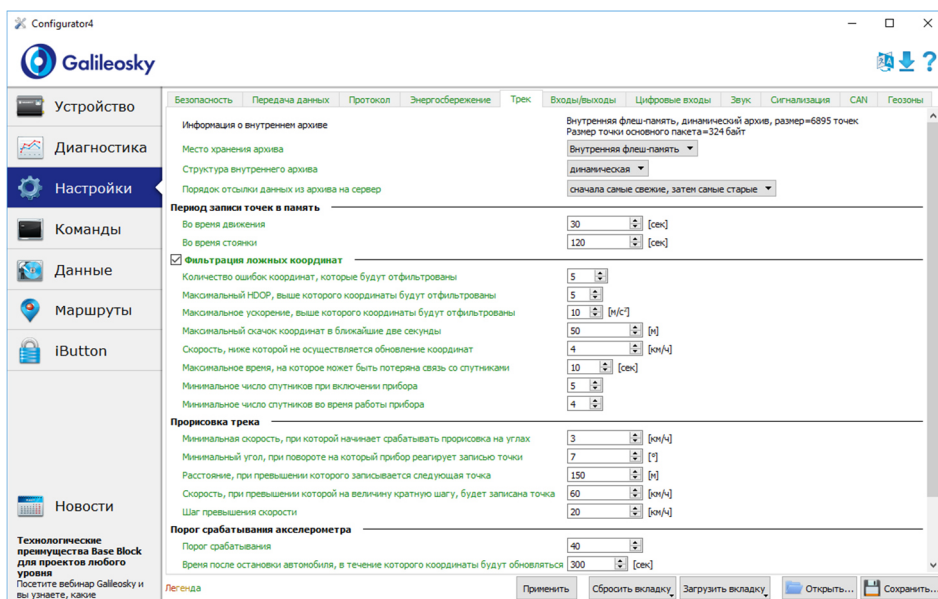 Configurator4
Galileosky
Устройство
Диагностика
Настройки
Команды
Данные
Маршруты
iButton
Новости
Технологические
преимущества Base Block
для проектов любого
уровня
Посетите вебинар Galileosky и
вы узнаете, какие
Безопасность Передача данных Протокол Энергосбережение Трек Входы/выходы Цифровые входы Звук Сигнализация CAN Геозоны
Информация о внутреннем архиве Внутренняя флеш-память, динамический архив, размер=6895 точек
Размер точки основного пакета=324 байт
Место хранения архива Внутренняя флеш-память
Структура внутреннего архива динамическая
Порядок отсылки данных из архива на сервер сначала самые свежие, затем самые старые
Период записи точек в память
Во время движения 30 [сек]
Во время стоянки 120 [сек]
Фильтрация ложных координат
Количество ошибок координат, которые будут отфильтрованы 5
Максимальный HDOP, выше которого координаты будут отфильтрованы 5
Максимальное ускорение, выше которого координаты будут отфильтрованы 10 [м/с²]
Максимальный скачок координат в ближайшие две секунды 50 [м]
Скорость, ниже которой не осуществляется обновление координат 4 [км/ч]
Максимальное время, на которое может быть потеряна связь со спутниками 10 [сек]
Минимальное число спутников при включении прибора 5
Минимальное число спутников во время работы прибора 4
Прорисовка трека
Минимальная скорость, при которой начинает срабатывать прорисовка на углах 3 [км/ч]
Минимальный угол, при повороте на который прибор реагирует записью точки 7 [°]
Расстояние, при превышении которого записывается следующая точка 150 [м]
Скорость, при превышении которой на величину кратную шагу, будет записана точка 60 [км/ч]
Шаг превышения скорости 20 [км/ч]
Порог срабатывания акселерометра
Порог срабатывания 40
Время после остановки автомобиля, в течение которого координаты будут обновляться 300 [сек]
Легенда Применить Сбросить вкладку Загрузить вкладку Открыть... Сохранить...